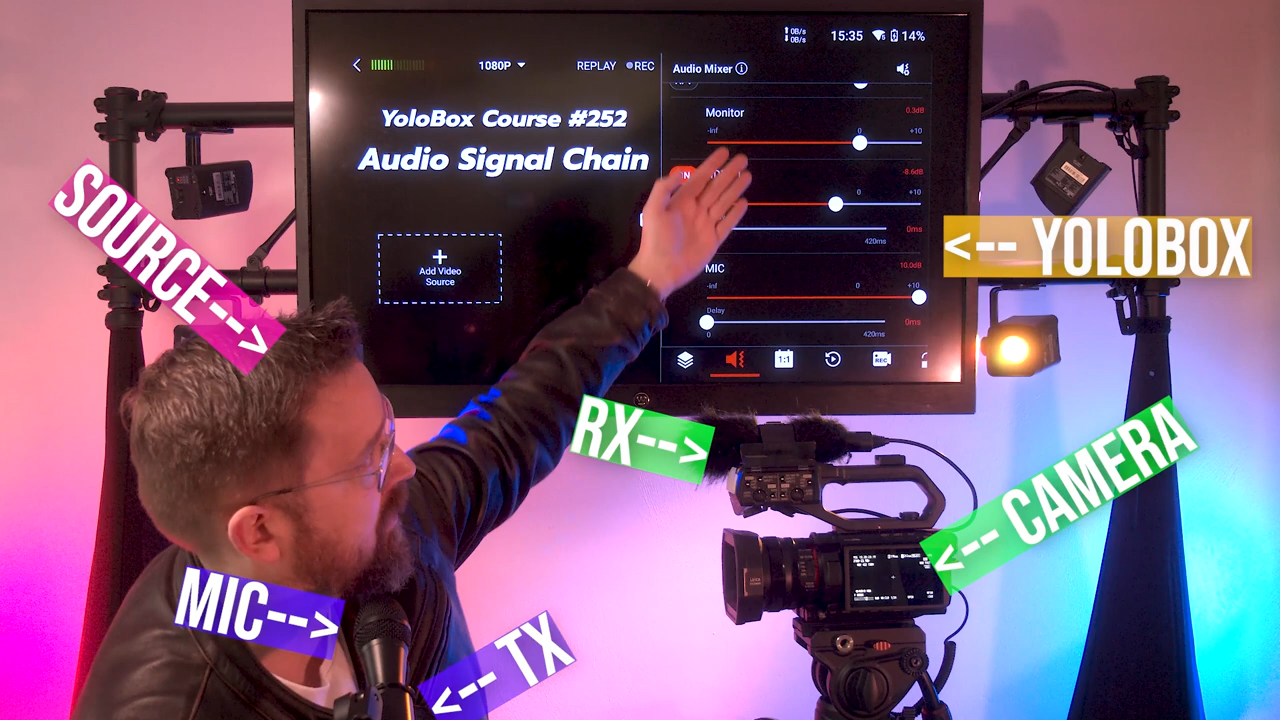 0B/s
0B/s
15:35
14%
1080P
REPLAY
REC
Audio Mixer
YoloBox Course #252
Audio Signal Chain
Monitor
0.3dB
-inf
0
+10
-8.6dB
0
+10
0ms
420ms
MIC
10.0dB
-inf
0
+10
Delay
0ms
0
420ms
+
Add Video
Source
1:1
REC
SOURCE-->
<-- YOLOBOX
RX-->
<-- CAMERA
MIC-->
<-- TX